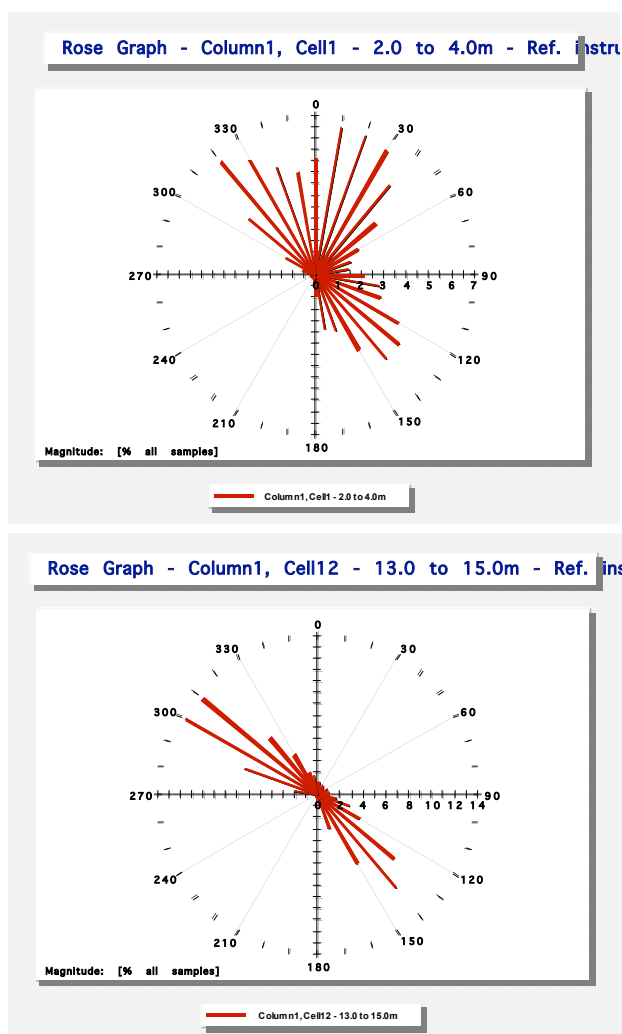 Rose Graph - Column1, Cell1 - 2.0 to 4.0m - Ref. instru
0
330 30
300 60
270 90
0 1 2 3 4 5 6 7
240 120
210 150
180
Magnitude: [% all samples]
Column1, Cell1 - 2.0 to 4.0m
Rose Graph - Column1, Cell12 - 13.0 to 15.0m - Ref. ins
0
330 30
300 60
270 90
0 2 4 6 8 10 12 14
240 120
210 150
180
Magnitude: [% all samples]
Column1, Cell12 - 13.0 to 15.0m